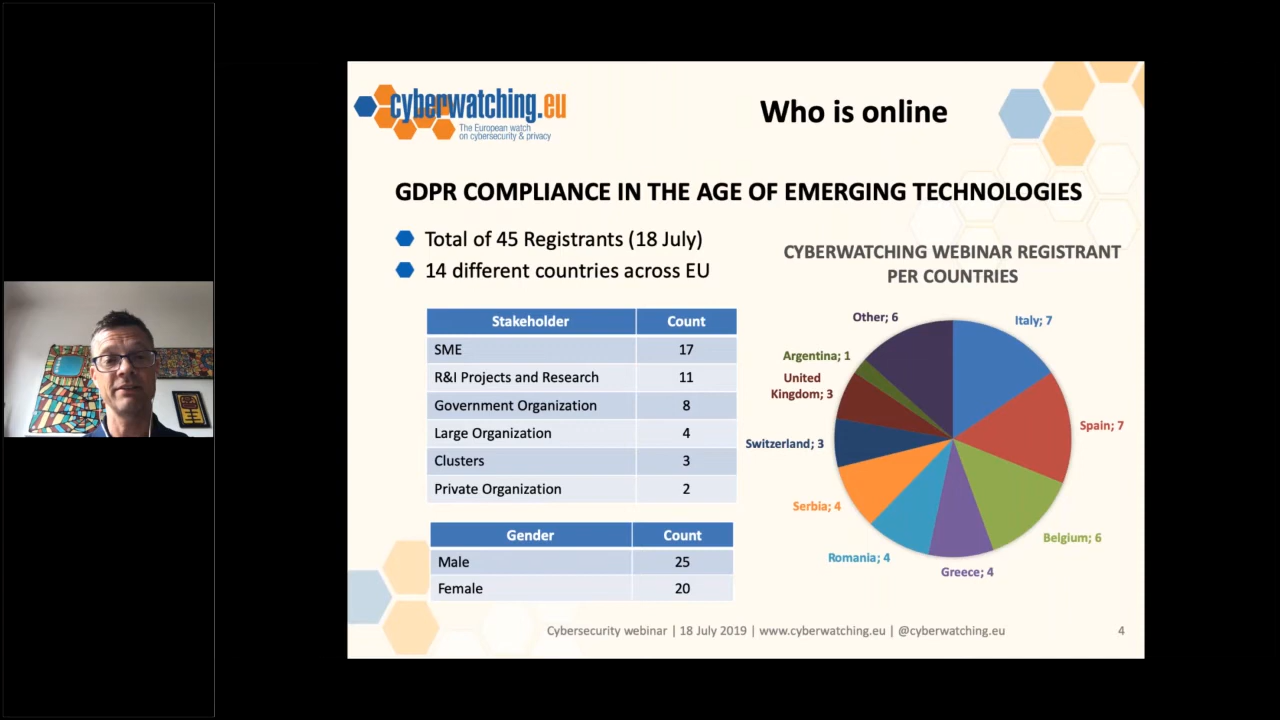 cyberwatching.eu
The European watch
on cybersecurity & privacy
Who is online
GDPR COMPLIANCE IN THE AGE OF EMERGING TECHNOLOGIES
Total of 45 Registrants (18 July)
14 different countries across EU
Stakeholder Count
SME 17
R&I Projects and Research 11
Government Organization 8
Large Organization 4
Clusters 3
Private Organization 2
Gender Count
Male 25
Female 20
CYBERWATCHING WEBINAR REGISTRANT
PER COUNTRIES
Other; 6
Italy; 7
Argentina; 1
United
Kingdom; 3
Spain; 7
Switzerland; 3
Serbia; 4
Belgium; 6
Romania; 4
Greece; 4
Cybersecurity webinar | 18 July 2019 | www.cyberwatching.eu | @cyberwatching.eu
4